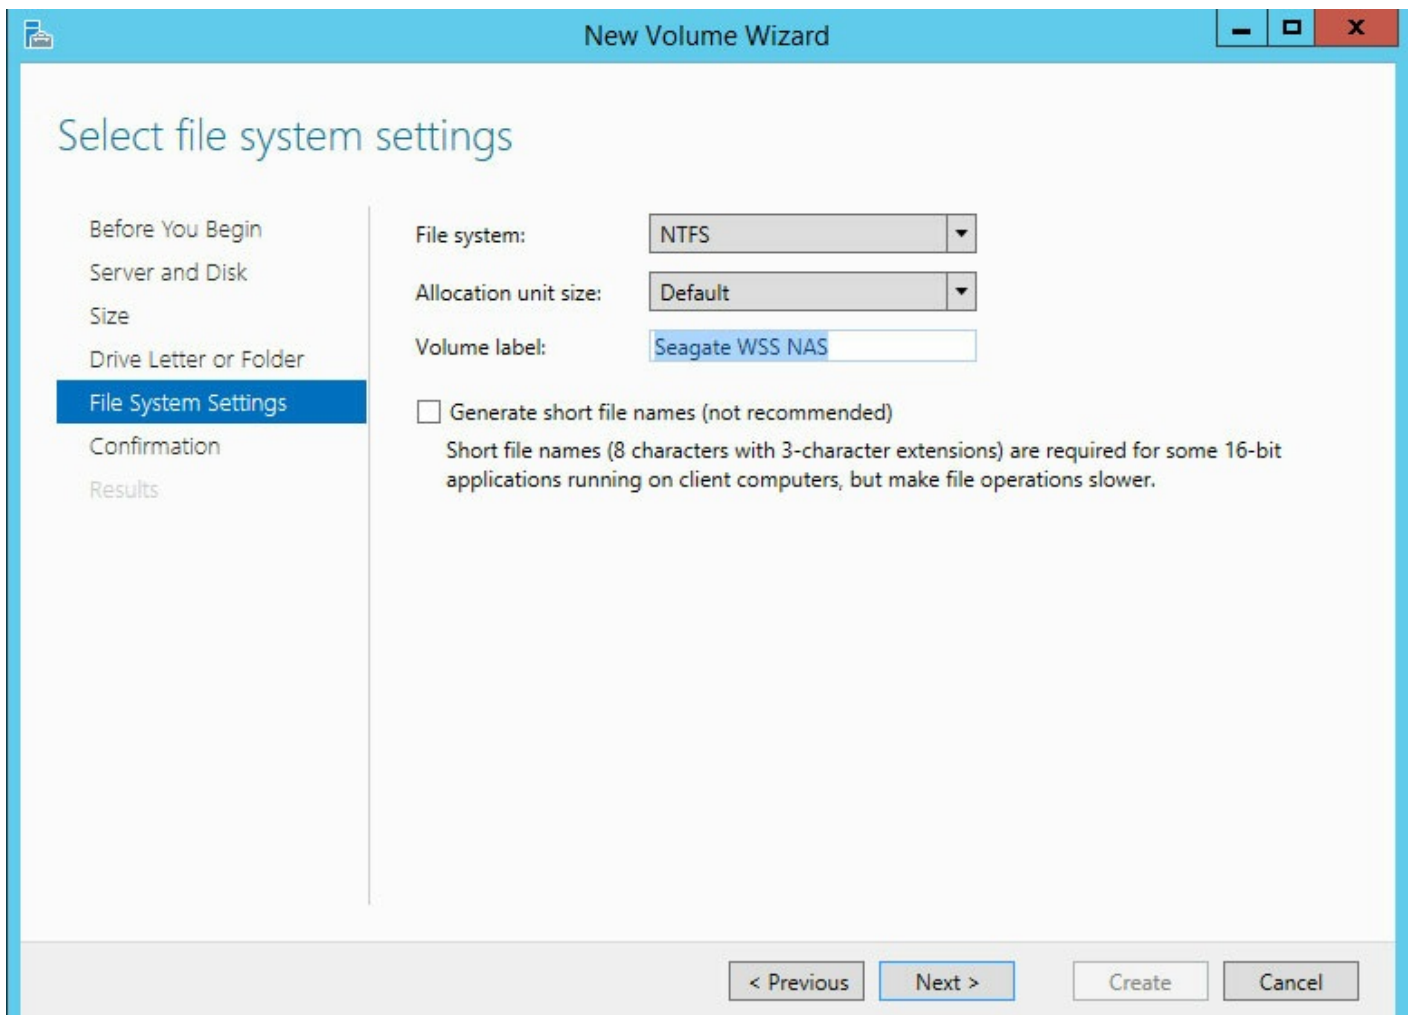 New Volume Wizard
Select file system settings
Before You Begin
Server and Disk
Size
Drive Letter or Folder
File System Settings
Confirmation
Results
File system: NTFS
Allocation unit size: Default
Volume label: Seagate WSS NAS
Generate short file names (not recommended)
Short file names (8 characters with 3-character extensions) are required for some 16-bit
applications running on client computers, but make file operations slower.
< Previous Next > Create Cancel